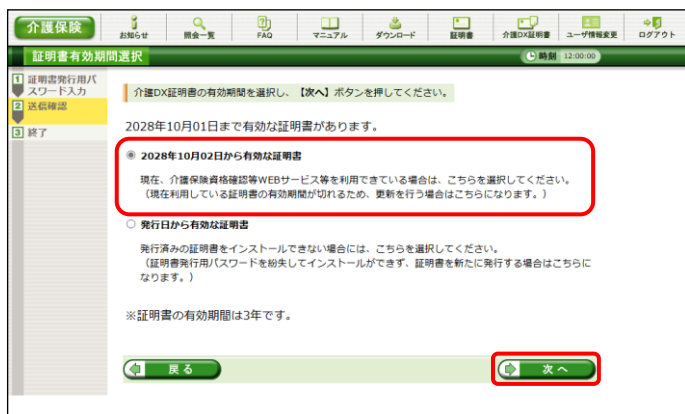 介護保険
お知らせ
照会一覧
FAQ
マニュアル
ダウンロード
証明書
介護DX証明書
ユーザ情報変更
ログアウト
証明書有効期間選択
時刻 12:00:00
1 証明書発行用パ
スワード入力
2 送信確認
3 終了
介護DX証明書の有効期間を選択し、【次へ】ボタンを押してください。
2028年10月01日まで有効な証明書があります。
2028年10月02日から有効な証明書
現在、介護保険資格確認等WEBサービス等を利用できている場合は、こちらを選択してください。
（現在利用している証明書の有効期間が切れるため、更新を行う場合はこちらになります。）
発行日から有効な証明書
発行済みの証明書をインストールできない場合には、こちらを選択してください。
（証明書発行用パスワードを紛失してインストールができず、証明書を新たに発行する場合はこちらに
なります。）
※証明書の有効期間は3年です。
戻る
次へ